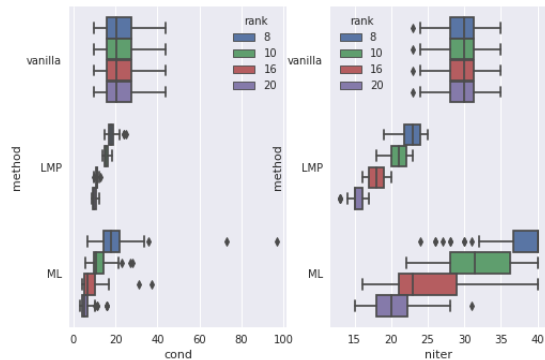 rank
8
10
16
20
vanilla
LMP
ML
method
0 20 40 60 80 100
cond
rank
8
10
16
20
vanilla
LMP
ML
method
15 20 25 30 35 40
niter